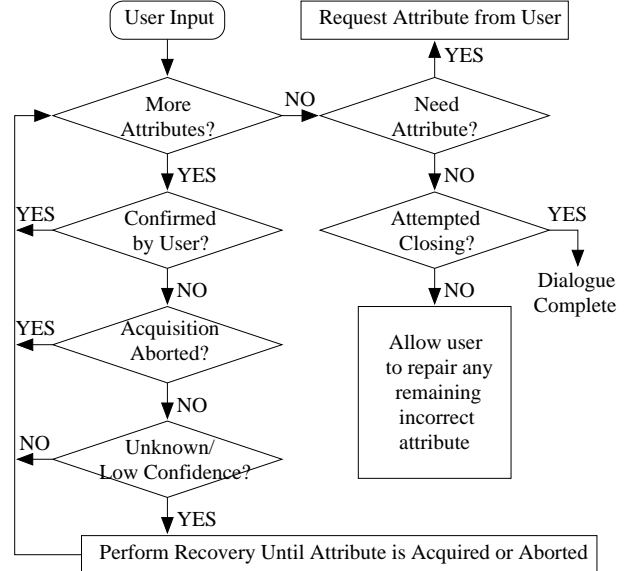 User Input
Request Attribute from User
YES
More
Attributes?
NO
Need
Attribute?
YES
NO
YES
Confirmed
by User?
Attempted
Closing?
YES
NO
NO
Dialogue
Complete
YES
Acquisition
Aborted?
Allow user
to repair any
remaining
incorrect
attribute
NO
NO
Unknown/
Low Confidence?
YES
Perform Recovery Until Attribute is Acquired or Aborted